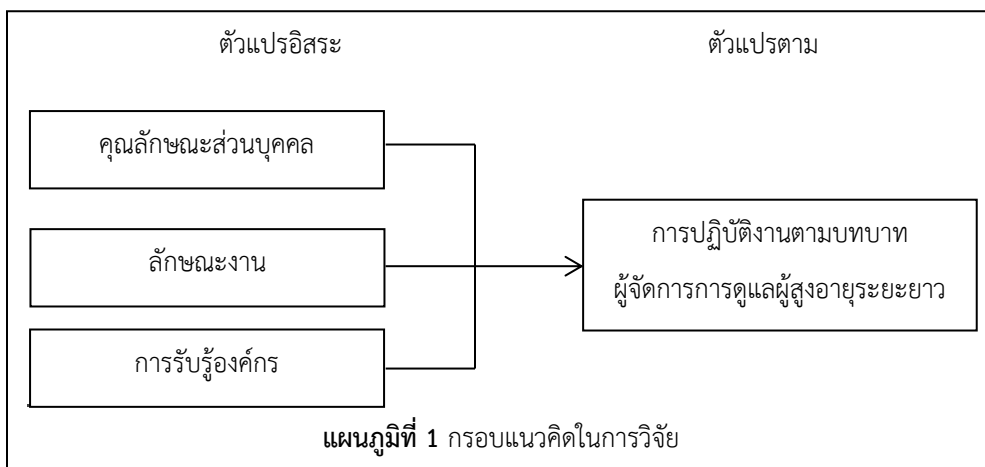 ตัวแปรอิสระ
ตัวแปรตาม
คุณลักษณะส่วนบุคคล
ลักษณะงาน
การรับรู้องค์กร
การปฏิบัติงานตามบทบาท
ผู้จัดการการดูแลผู้สูงอายุระยะยาว
แผนภูมิที่ 1 กรอบแนวคิดในการวิจัย